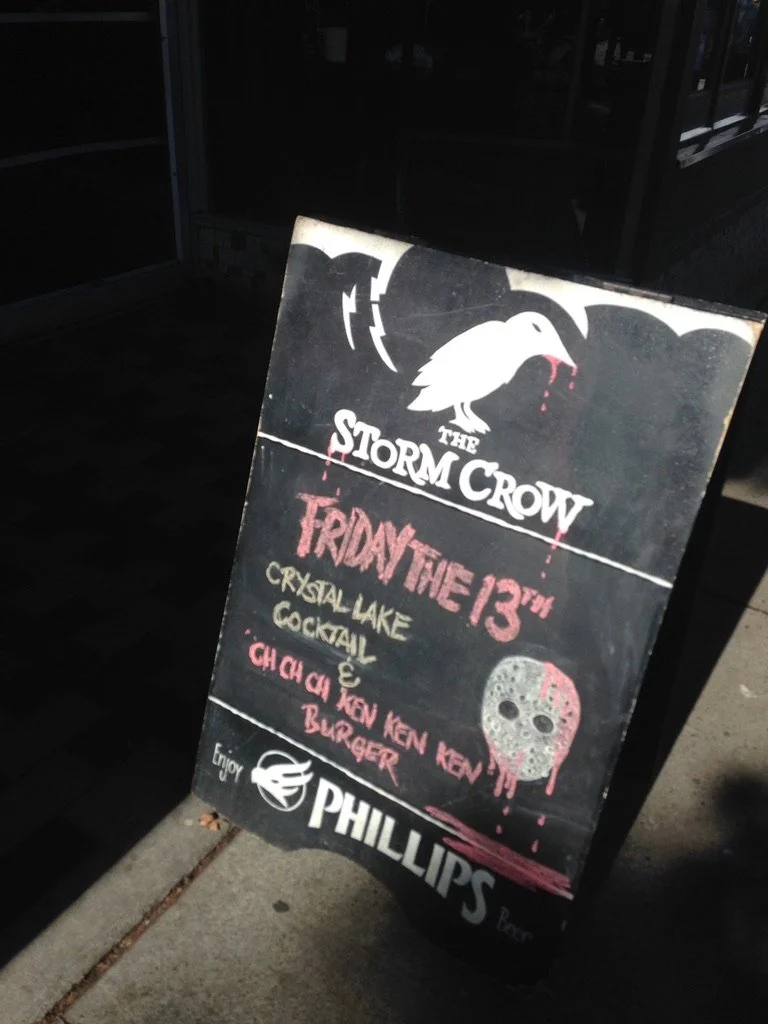 THE
STORM CROW
FRIDAY THE 13TH
CRYSTAL LAKE
COCKTAIL
&
CH CH CH KEN KEN KEN!!!
BURGER
Enjoy
PHILLIPS
Beer